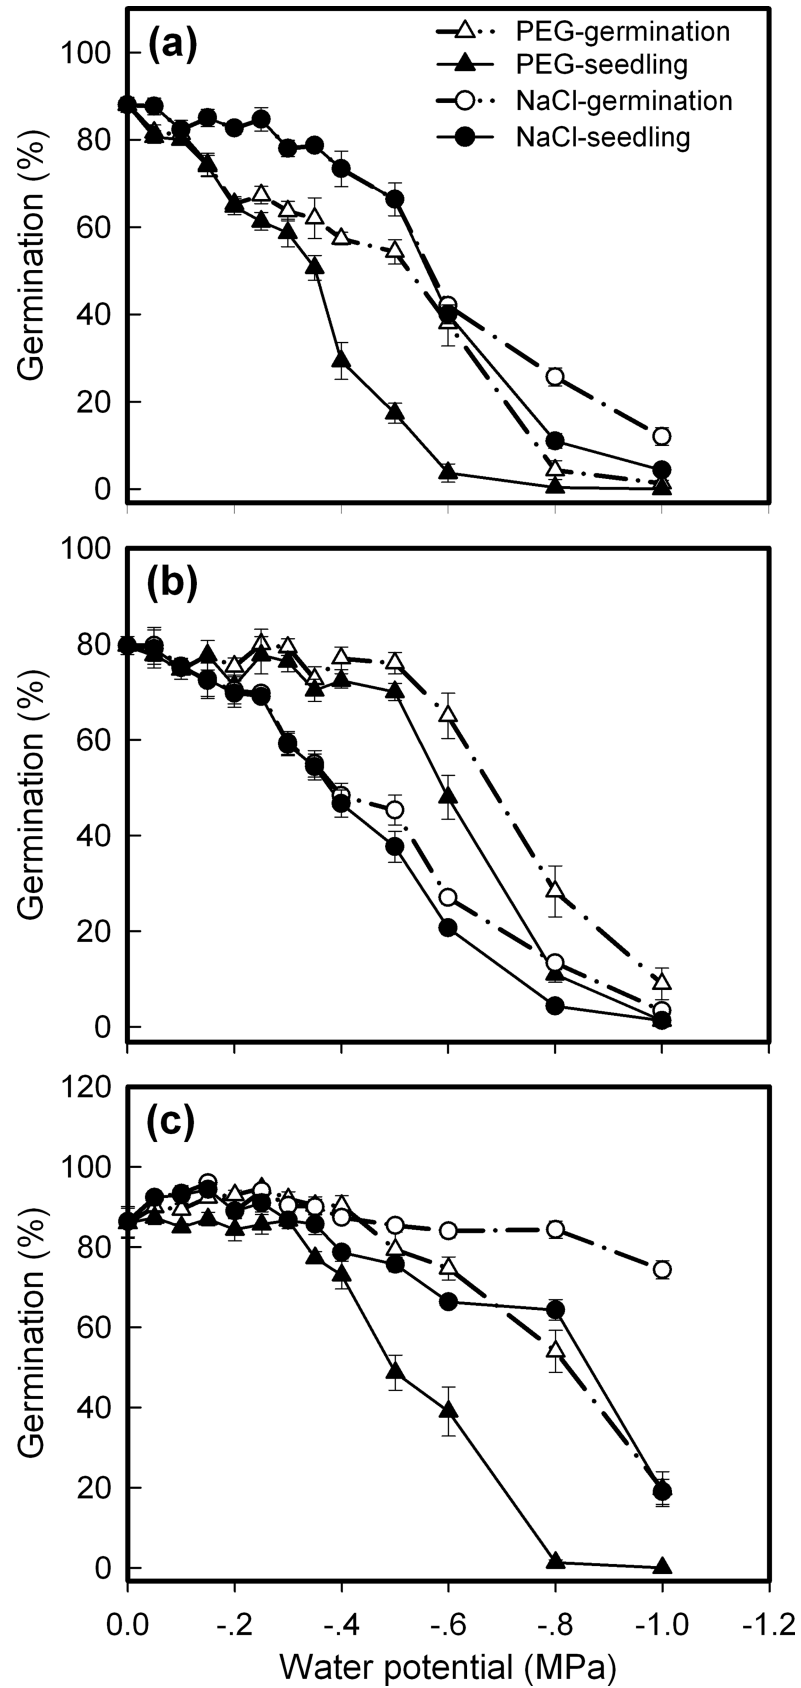 (a)
PEG-germination
PEG-seedling
NaCl-germination
NaCl-seedling
100
80
60
40
20
0
Germination (%)
(b)
100
80
60
40
20
0
Germination (%)
(c)
120
100
80
60
40
20
0
Germination (%)
0.0 -.2 -.4 -.6 -.8 -1.0 -1.2
Water potential (MPa)